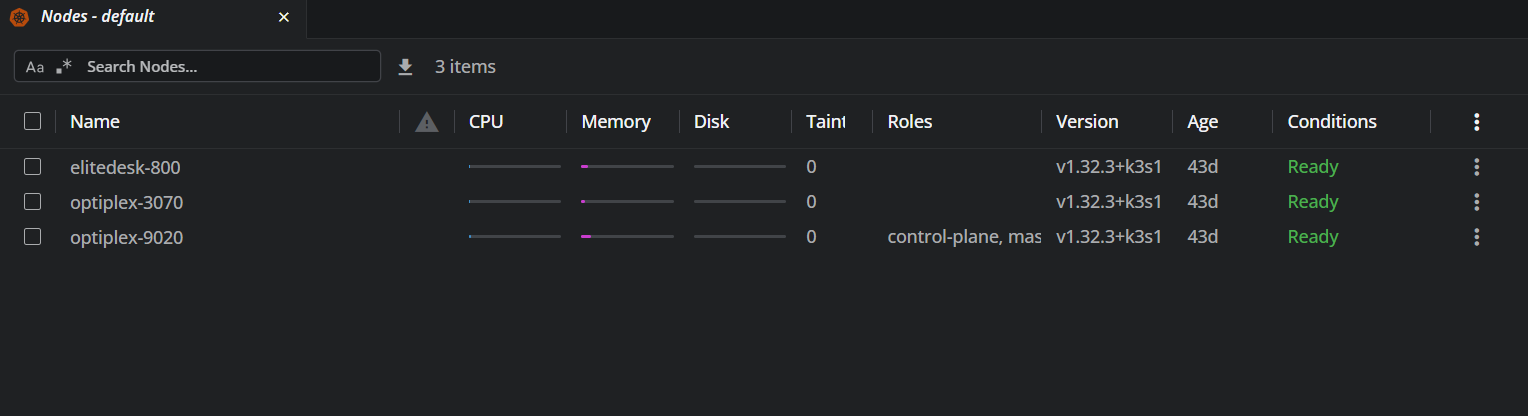 Nodes - default
Aa .* Search Nodes... 3 items
Name CPU Memory Disk Taint Roles Version Age Conditions
elitedesk-800 0 v1.32.3+k3s1 43d Ready
optiplex-3070 0 v1.32.3+k3s1 43d Ready
optiplex-9020 0 control-plane, mas v1.32.3+k3s1 43d Ready